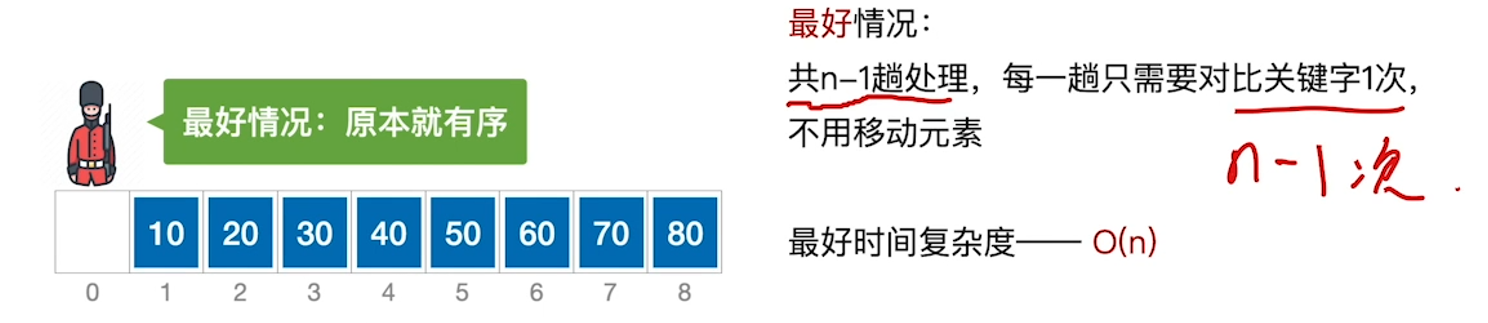 最好情况：原本就有序
10 20 30 40 50 60 70 80
0 1 2 3 4 5 6 7 8
最好情况：
共n-1趟处理，每一趟只需要对比关键字1次，
不用移动元素
n-1次.
最好时间复杂度—— O(n)